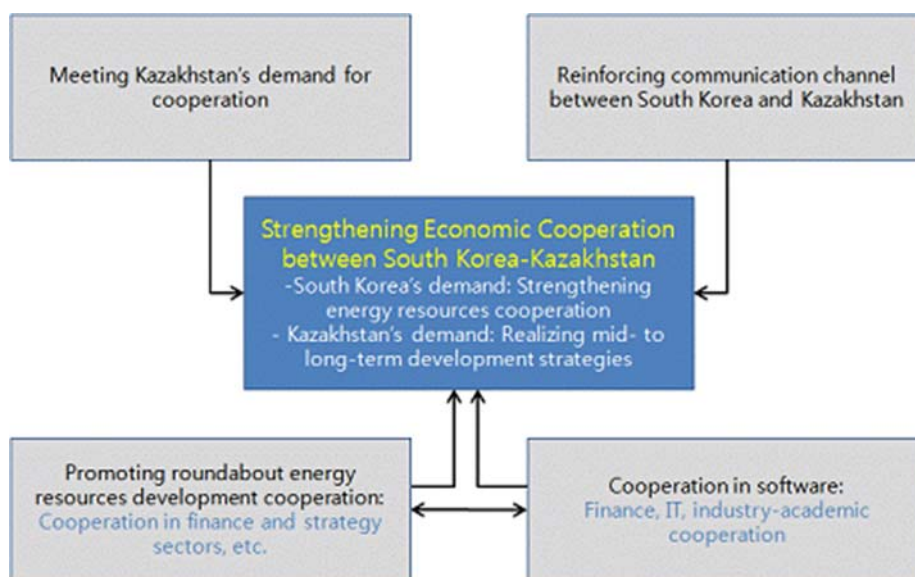 Meeting Kazakhstan's demand for
cooperation
Reinforcing communication channel
between South Korea and Kazakhstan
Strengthening Economic Cooperation
between South Korea-Kazakhstan
-South Korea's demand: Strengthening
energy resources cooperation
- Kazakhstan's demand: Realizing mid- to
long-term development strategies
Promoting roundabout energy
resources development cooperation:
Cooperation in finance and strategy
sectors, etc.
Cooperation in software:
Finance, IT, industry-academic
cooperation